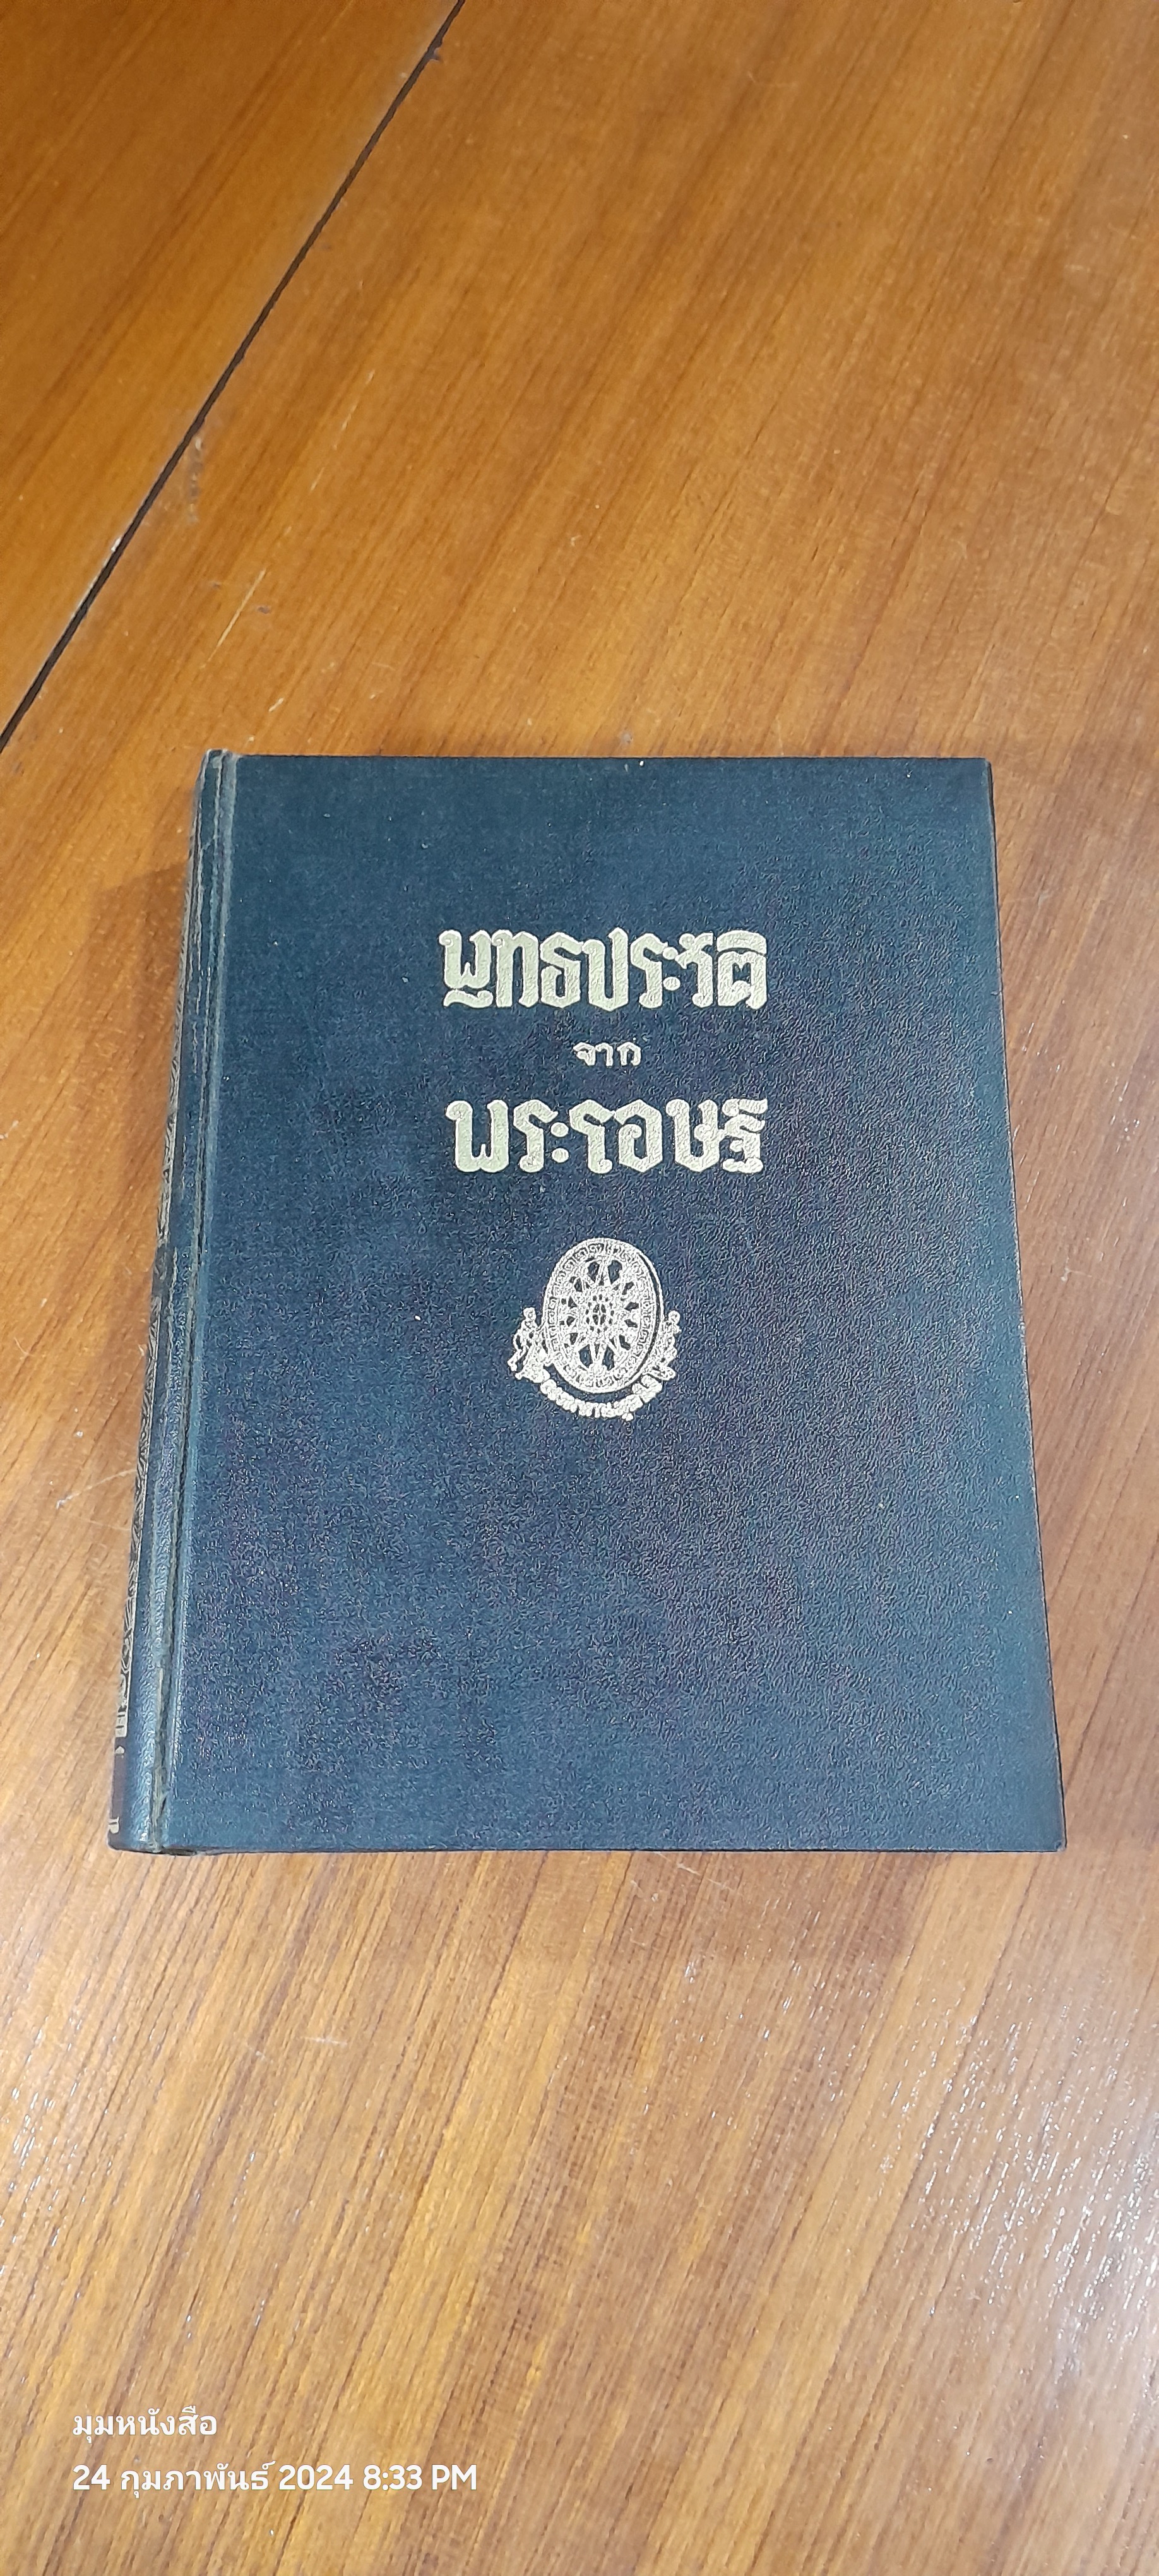 พุทธประวัติ
จาก
พระโอษฐ์
มุมหนังสือ
24 กุมภาพันธ์ 2024 8:33 PM